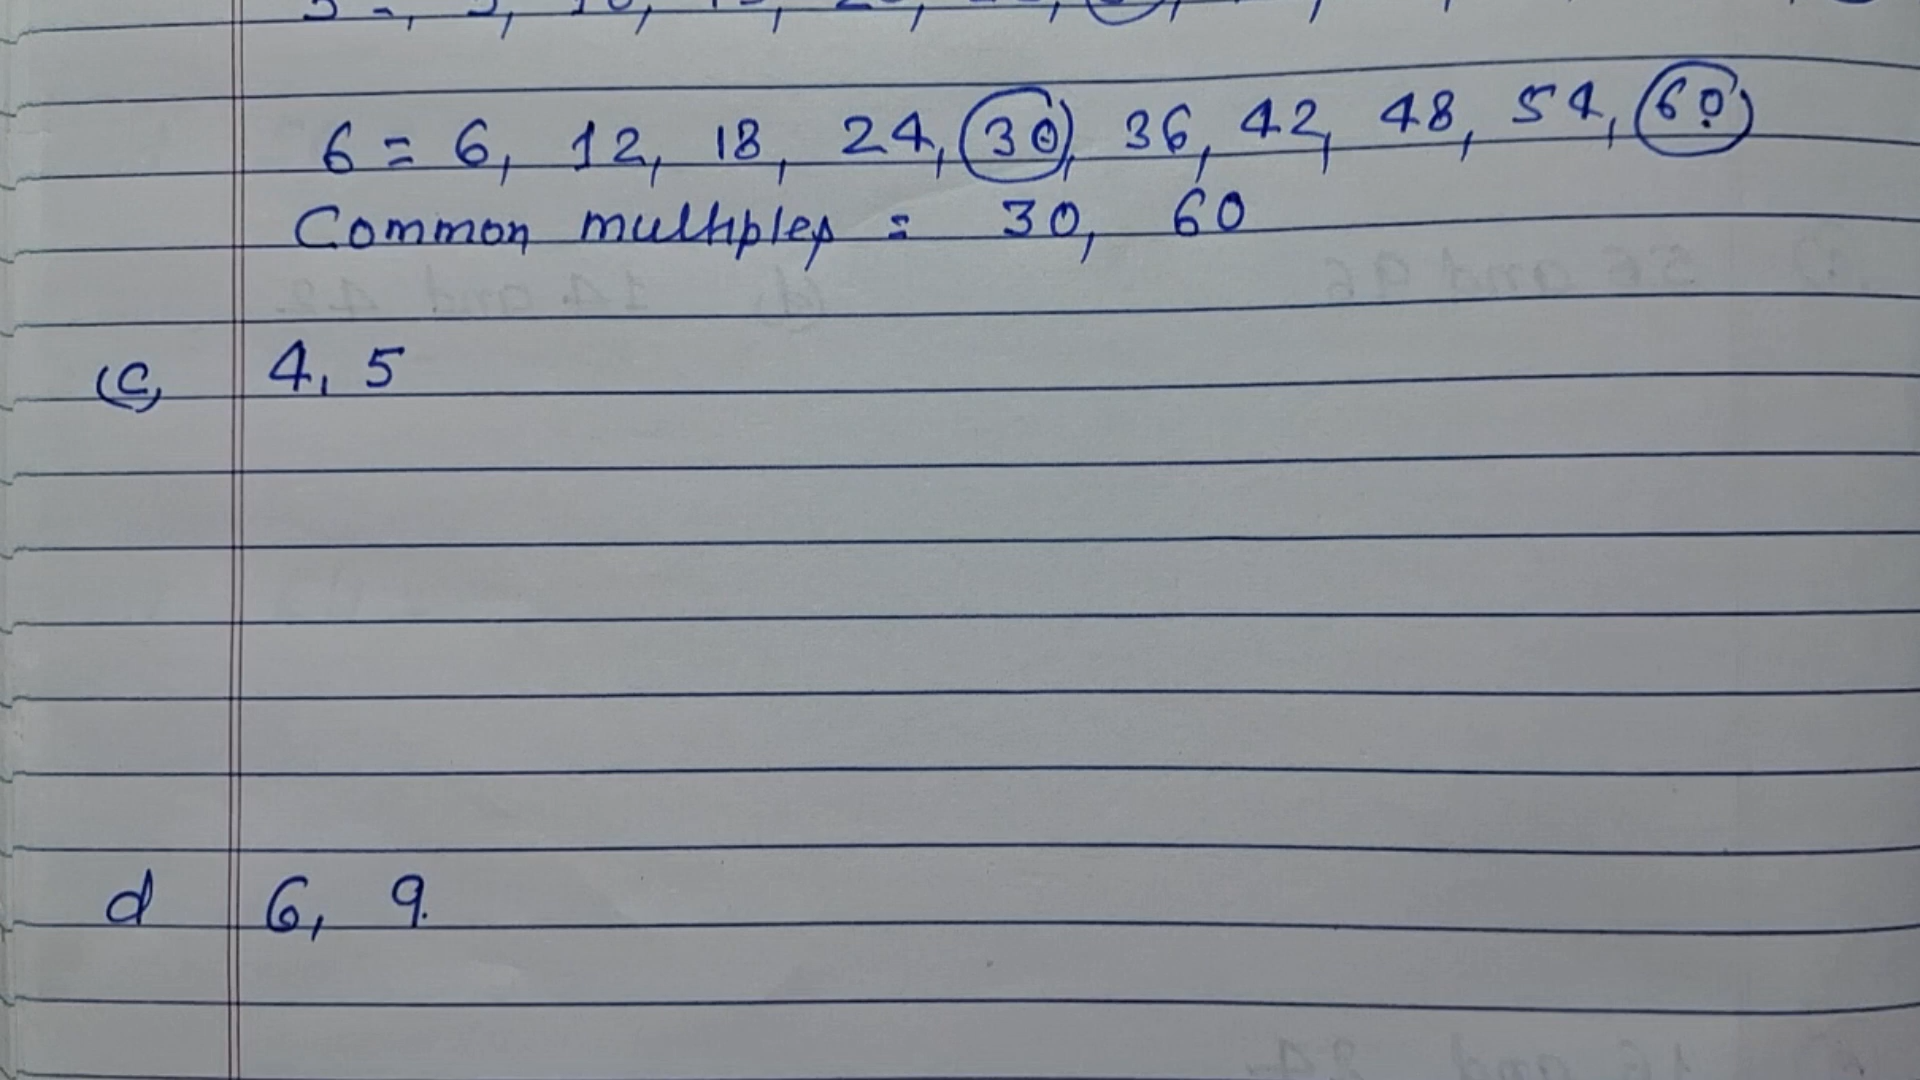 6 = 6, 12, 18, 24, 30, 36, 42, 48, 54, 60
Common multiples = 30, 60
(c) 4, 5
d 6, 9.